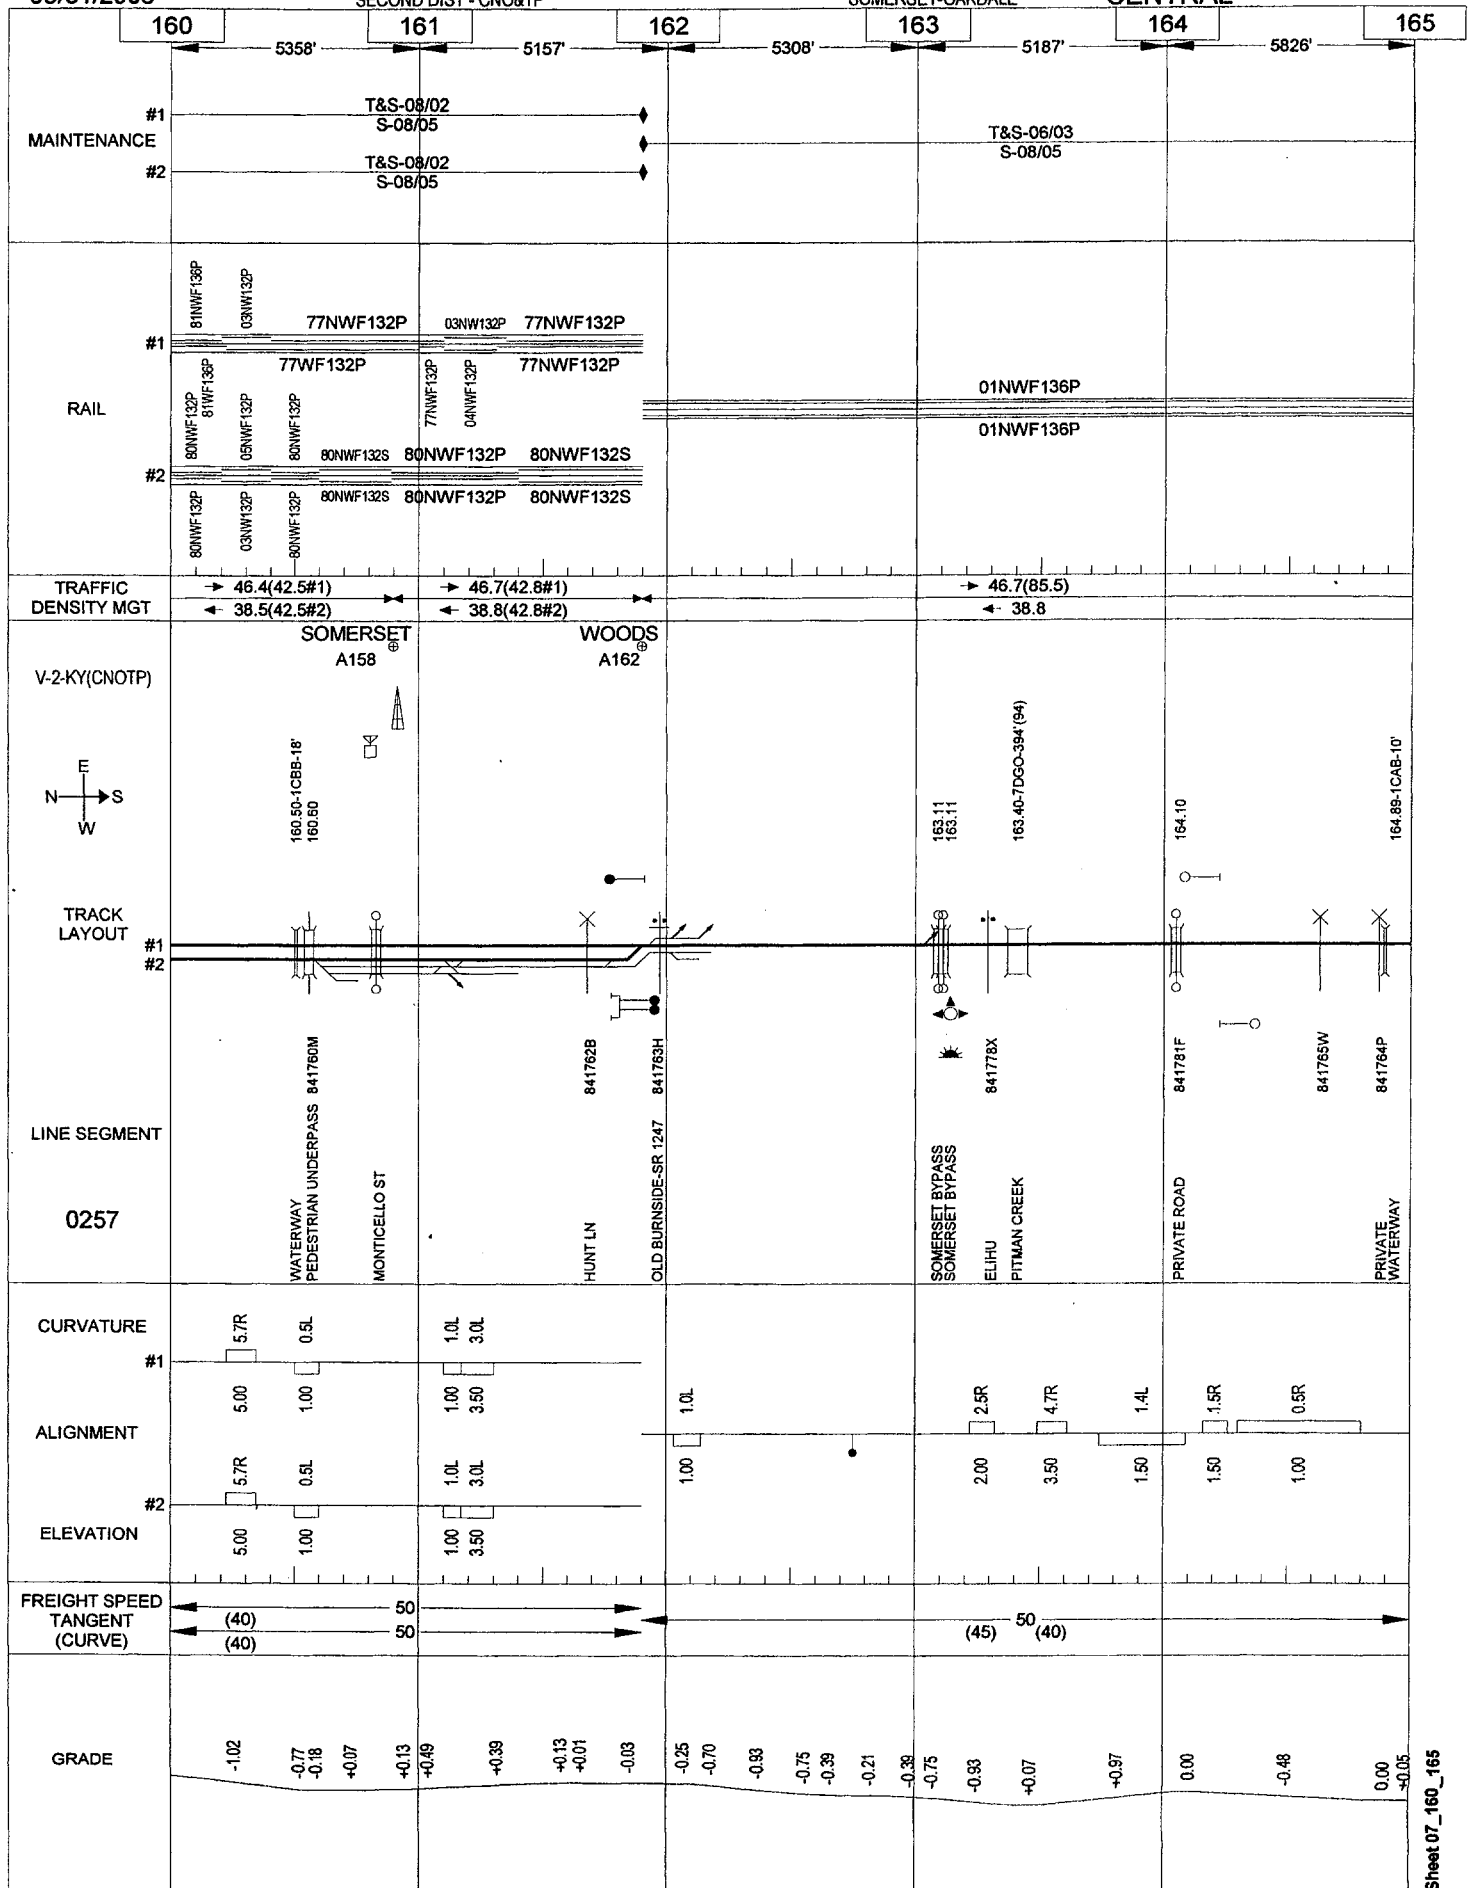 SECOND DIST - CNO&TP
160 161 162 163 164 165
5358' 5157' 5308' 5187' 5826'
MAINTENANCE
#1
T&S-08/02
S-08/05
#2
T&S-08/02
S-08/05
T&S-06/03
S-08/05
RAIL
81NWF136P
03NW132P
77NWF132P
03NW132P
77NWF132P
#1
81WF136P
77WF132P
77NWF132P
04NWF132P
77NWF132P
01NWF136P
01NWF136P
80NWF132P
05NWF132P
80NWF132P
80NWF132S
80NWF132P
80NWF132S
#2
80NWF132P
03NW132P
80NWF132P
80NWF132S
80NWF132P
80NWF132S
TRAFFIC
DENSITY MGT
46.4(42.5#1) 46.7(42.8#1) 46.7(85.5)
38.5(42.5#2) 38.8(42.8#2) 38.8
V-2-KY(CNOTP)
SOMERSET
A158
WOODS
A162
E
N S
W
160.50-1CBB-18'
160.60
163.11
163.11
163.40-7DGO-394'(94)
164.10
164.89-1CAB-10'
TRACK
LAYOUT
#1
#2
LINE SEGMENT
0257
WATERWAY
PEDESTRIAN UNDERPASS 841760M
MONTICELLO ST
HUNT LN 841762B
OLD BURNSIDE-SR 1247 841763H
SOMERSET BYPASS
SOMERSET BYPASS
ELIHU 841778X
PITMAN CREEK
PRIVATE ROAD 841781F
841765W
PRIVATE 841764P
WATERWAY
CURVATURE
#1
5.7R 0.5L 1.0L 3.0L
5.00 1.00 1.00 3.50
ALIGNMENT
1.0L 2.5R 4.7R 1.4L 1.5R 0.5R
1.00 2.00 3.50 1.50 1.50 1.00
#2
5.7R 0.5L 1.0L 3.0L
5.00 1.00 1.00 3.50
ELEVATION
FREIGHT SPEED
TANGENT
(CURVE)
50
(40)
50
(40)
50
(45) (40)
GRADE
-1.02 -0.77 -0.18 +0.07 +0.13 +0.49 +0.39 +0.13 +0.01 -0.03 -0.25 -0.70 -0.93 -0.75 -0.39 -0.21 -0.39 -0.75 -0.93 +0.07 +0.97 0.00 -0.48 0.00 +0.05
Sheet 07_160_165